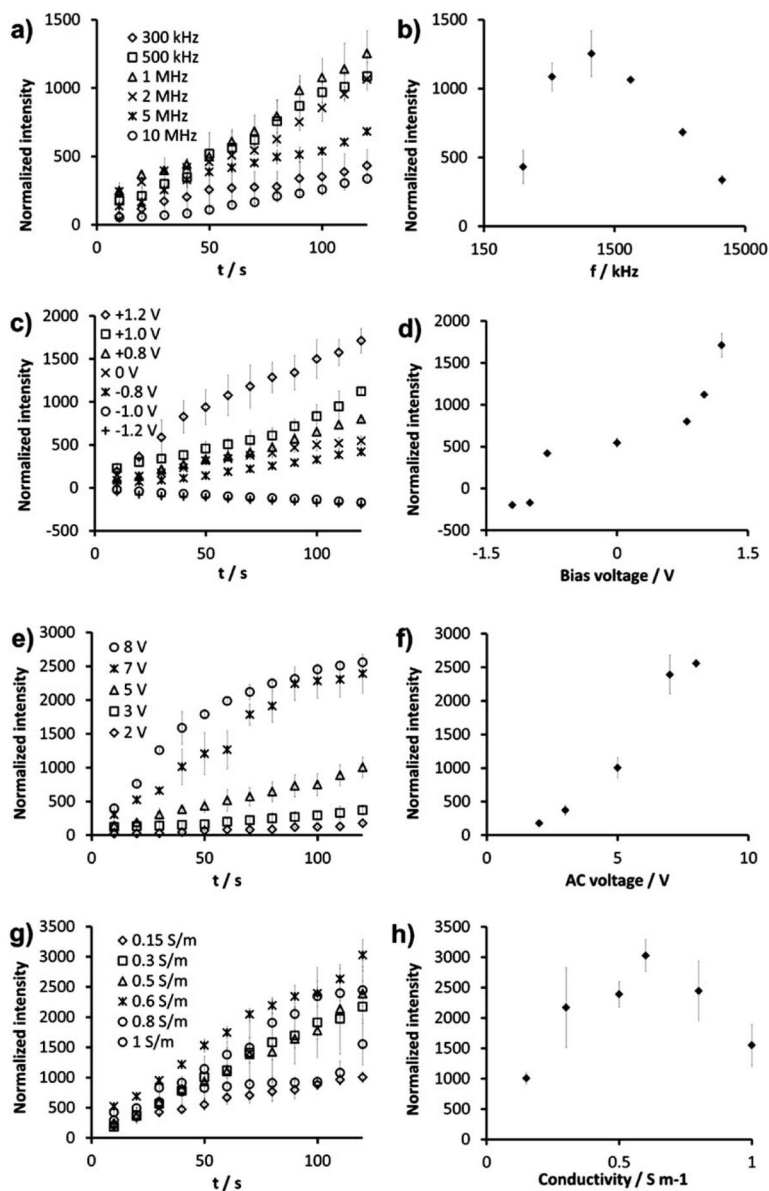 a)
Normalized intensity
1500
1000
500
0
0
50
100
t / s
300 kHz
500 kHz
1 MHz
2 MHz
5 MHz
10 MHz
b)
Normalized intensity
1500
1000
500
0
150
1500
15000
f / kHz
c)
Normalized intensity
2000
1500
1000
500
0
-500
0
50
100
t / s
+1.2 V
+1.0 V
+0.8 V
0 V
-0.8 V
-1.0 V
-1.2 V
d)
Normalized intensity
2000
1500
1000
500
0
-500
-1.5
0
1.5
Bias voltage / V
e)
Normalized intensity
3000
2500
2000
1500
1000
500
0
0
50
100
t / s
8 V
7 V
5 V
3 V
2 V
f)
Normalized intensity
3000
2500
2000
1500
1000
500
0
0
5
10
AC voltage / V
g)
Normalized intensity
3500
3000
2500
2000
1500
1000
500
0
0
50
100
t / s
0.15 S/m
0.3 S/m
0.5 S/m
0.6 S/m
0.8 S/m
1 S/m
h)
Normalized intensity
3500
3000
2500
2000
1500
1000
500
0
0
0.5
1
Conductivity / S m-1